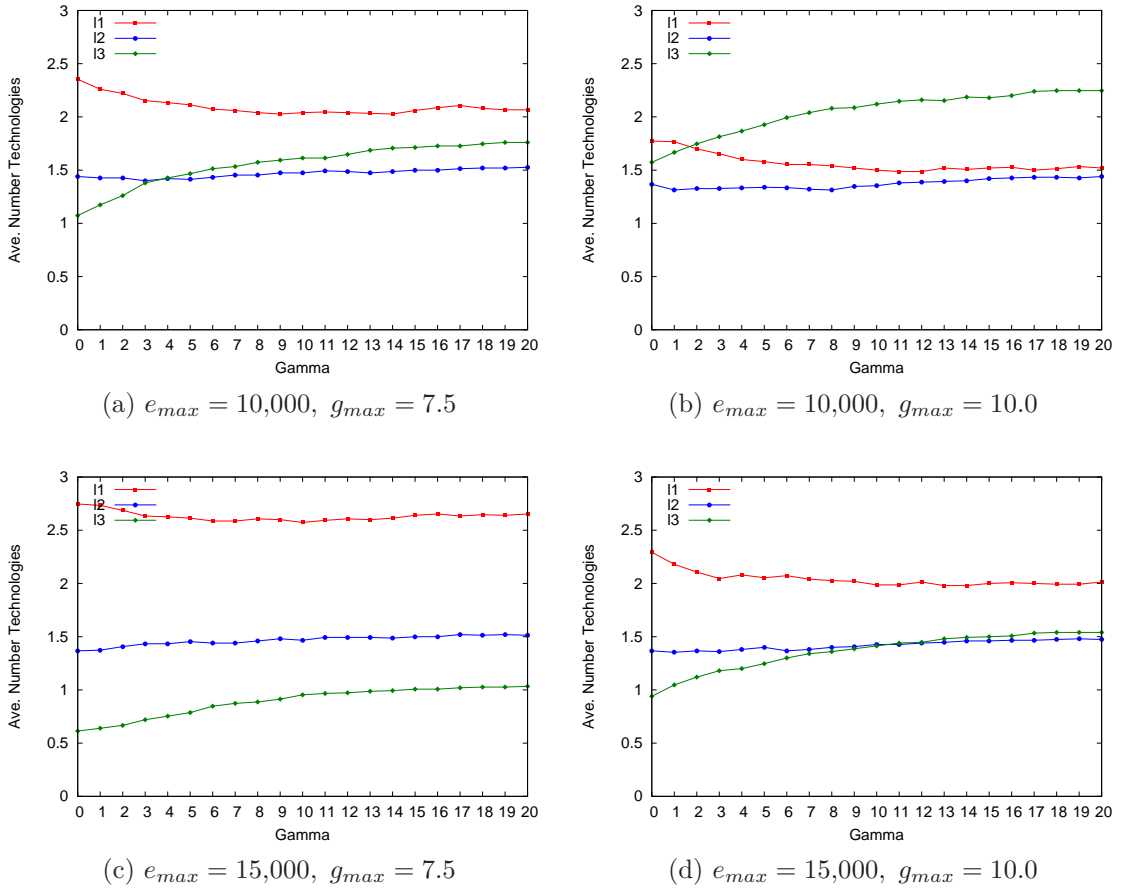 3
2.5
2
1.5
1
0.5
0
Ave. Number Technologies
l1
l2
l3
0 1 2 3 4 5 6 7 8 9 10 11 12 13 14 15 16 17 18 19 20
Gamma
(a) e_max = 10,000, g_max = 7.5
3
2.5
2
1.5
1
0.5
0
Ave. Number Technologies
l1
l2
l3
0 1 2 3 4 5 6 7 8 9 10 11 12 13 14 15 16 17 18 19 20
Gamma
(b) e_max = 10,000, g_max = 10.0
3
2.5
2
1.5
1
0.5
0
Ave. Number Technologies
l1
l2
l3
0 1 2 3 4 5 6 7 8 9 10 11 12 13 14 15 16 17 18 19 20
Gamma
(c) e_max = 15,000, g_max = 7.5
3
2.5
2
1.5
1
0.5
0
Ave. Number Technologies
l1
l2
l3
0 1 2 3 4 5 6 7 8 9 10 11 12 13 14 15 16 17 18 19 20
Gamma
(d) e_max = 15,000, g_max = 10.0